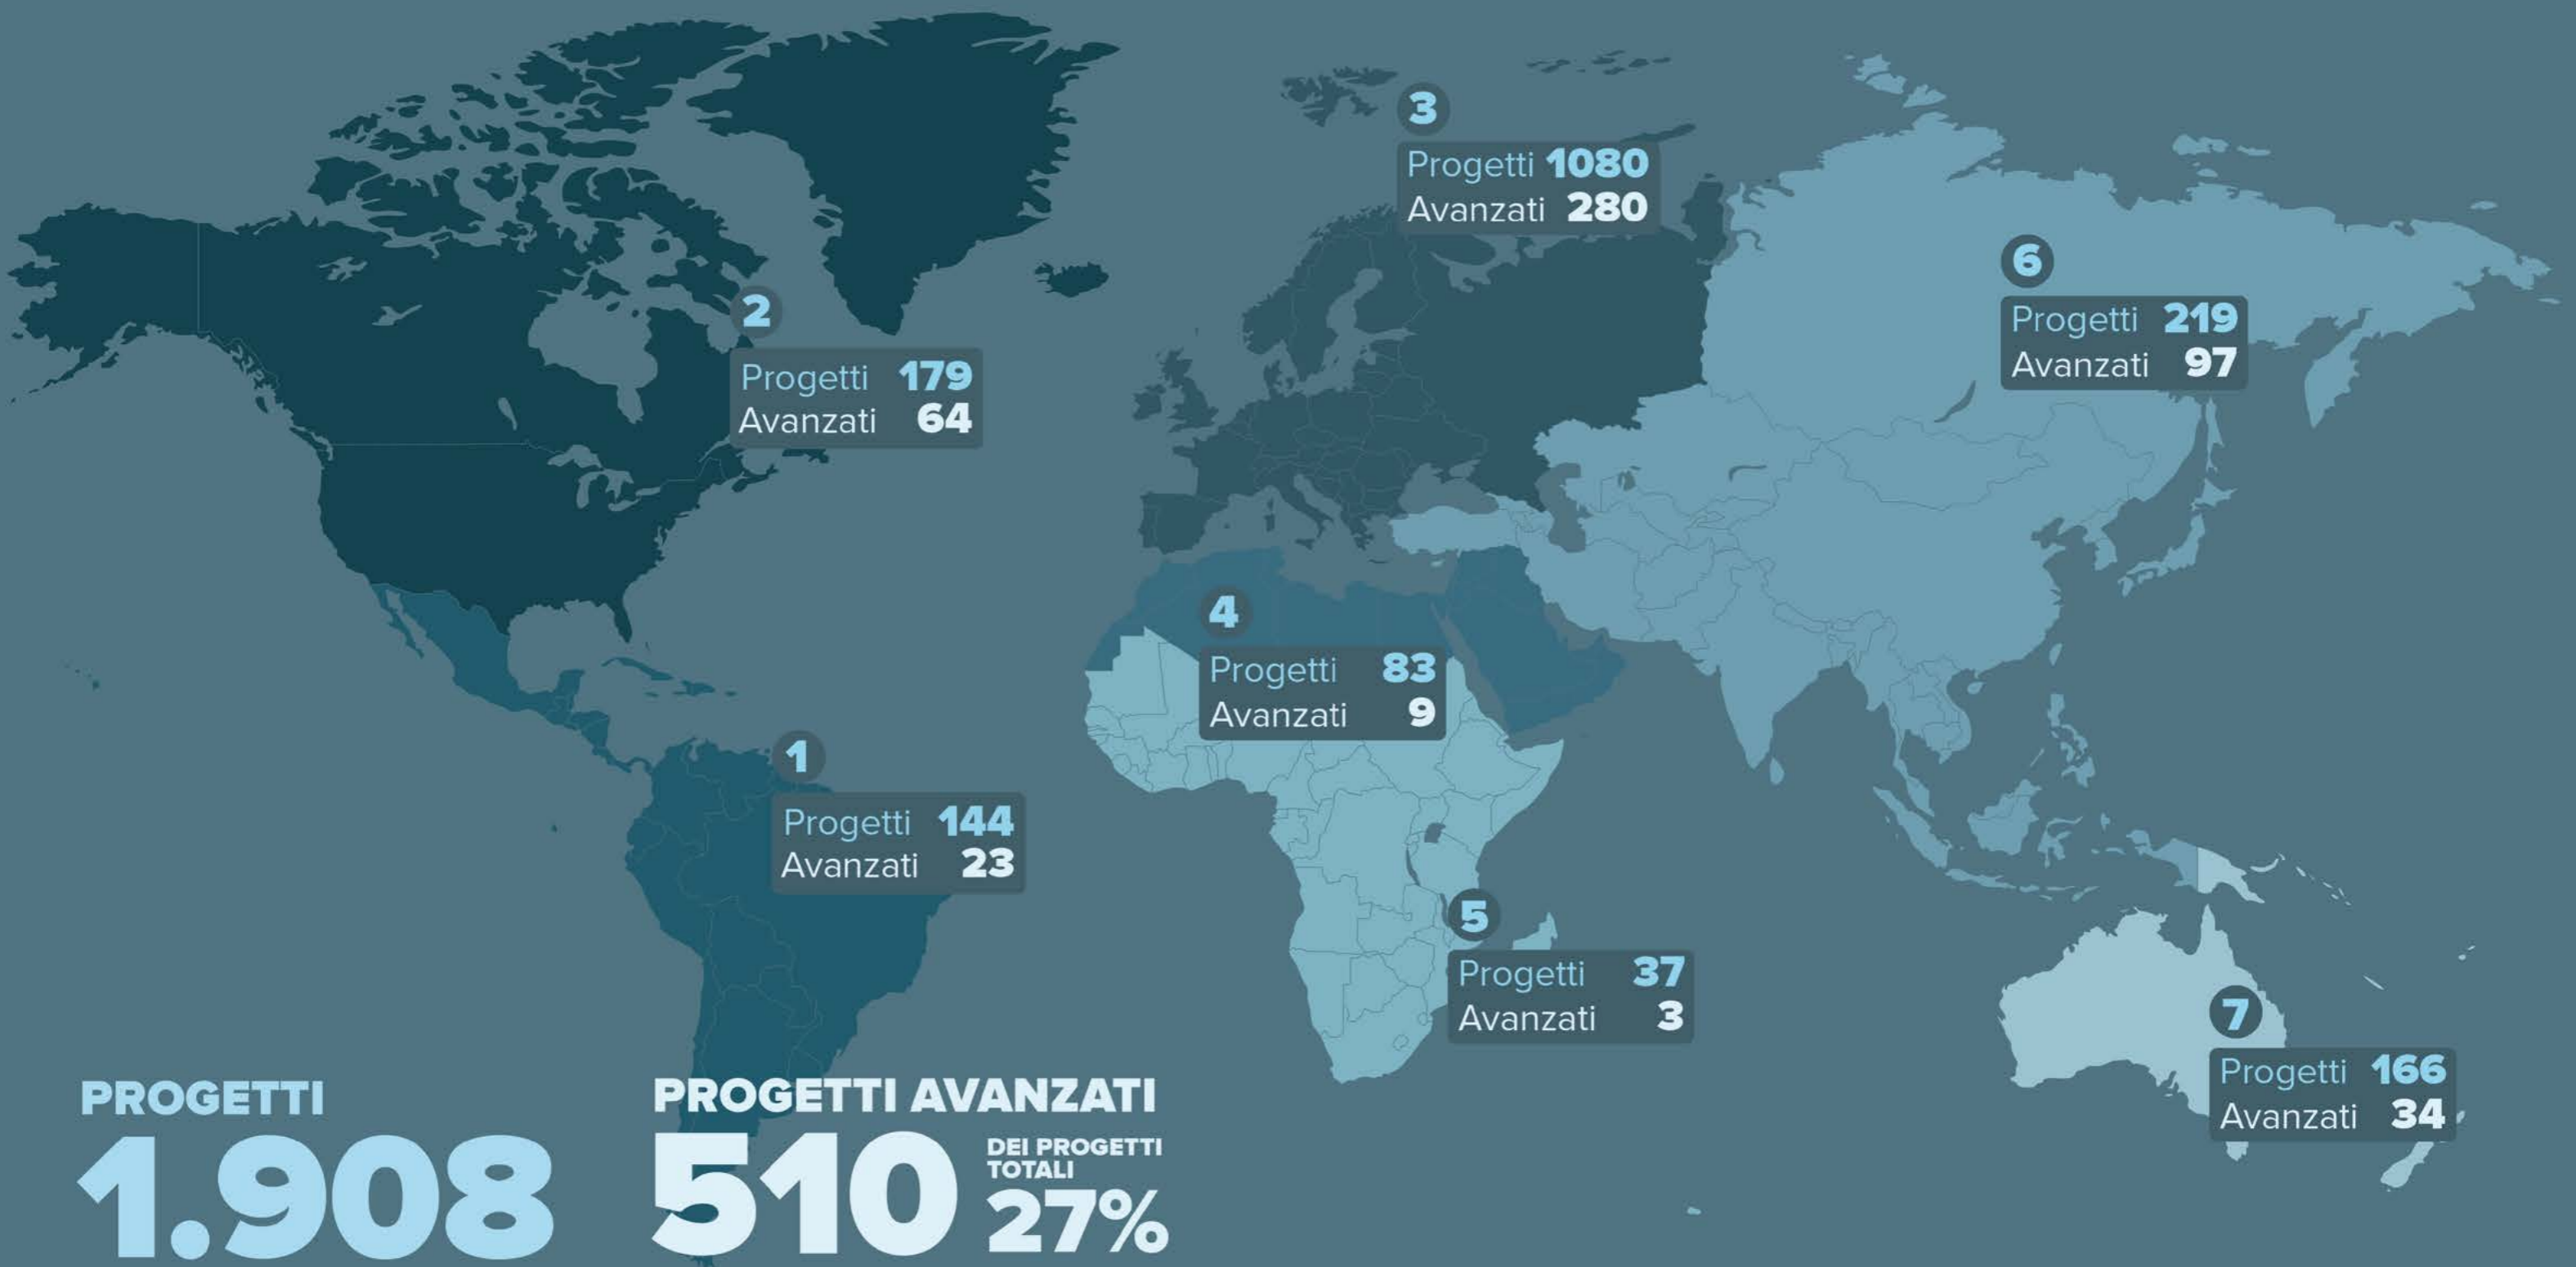 3
Progetti 1080
Avanzati 280
6
Progetti 219
Avanzati 97
2
Progetti 179
Avanzati 64
4
Progetti 83
Avanzati 9
1
Progetti 144
Avanzati 23
5
Progetti 37
Avanzati 3
7
Progetti 166
Avanzati 34
PROGETTI
1.908
PROGETTI AVANZATI
510
DEI PROGETTI
TOTALI
27%